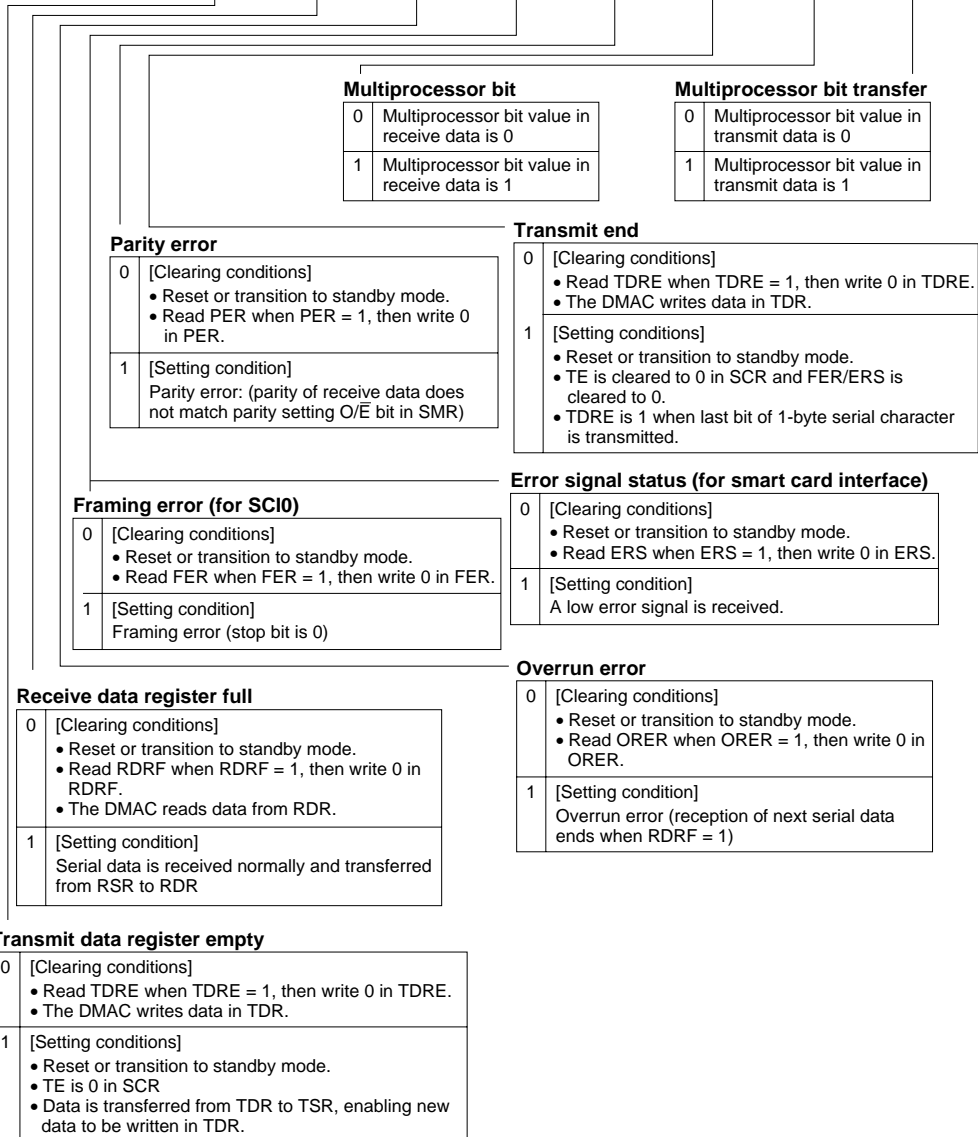 Multiprocessor bit
0 Multiprocessor bit value in
receive data is 0
1 Multiprocessor bit value in
receive data is 1
Multiprocessor bit transfer
0 Multiprocessor bit value in
transmit data is 0
1 Multiprocessor bit value in
transmit data is 1
Parity error
0 [Clearing conditions]
• Reset or transition to standby mode.
• Read PER when PER = 1, then write 0
in PER.
1 [Setting condition]
Parity error: (parity of receive data does
not match parity setting O/E̅ bit in SMR)
Transmit end
0 [Clearing conditions]
• Read TDRE when TDRE = 1, then write 0 in TDRE.
• The DMAC writes data in TDR.
1 [Setting conditions]
• Reset or transition to standby mode.
• TE is cleared to 0 in SCR and FER/ERS is
cleared to 0.
• TDRE is 1 when last bit of 1-byte serial character
is transmitted.
Framing error (for SCI0)
0 [Clearing conditions]
• Reset or transition to standby mode.
• Read FER when FER = 1, then write 0 in FER.
1 [Setting condition]
Framing error (stop bit is 0)
Error signal status (for smart card interface)
0 [Clearing conditions]
• Reset or transition to standby mode.
• Read ERS when ERS = 1, then write 0 in ERS.
1 [Setting condition]
A low error signal is received.
Receive data register full
0 [Clearing conditions]
• Reset or transition to standby mode.
• Read RDRF when RDRF = 1, then write 0 in
RDRF.
• The DMAC reads data from RDR.
1 [Setting condition]
Serial data is received normally and transferred
from RSR to RDR
Overrun error
0 [Clearing conditions]
• Reset or transition to standby mode.
• Read ORER when ORER = 1, then write 0 in
ORER.
1 [Setting condition]
Overrun error (reception of next serial data
ends when RDRF = 1)
Transmit data register empty
0 [Clearing conditions]
• Read TDRE when TDRE = 1, then write 0 in TDRE.
• The DMAC writes data in TDR.
1 [Setting conditions]
• Reset or transition to standby mode.
• TE is 0 in SCR
• Data is transferred from TDR to TSR, enabling new
data to be written in TDR.